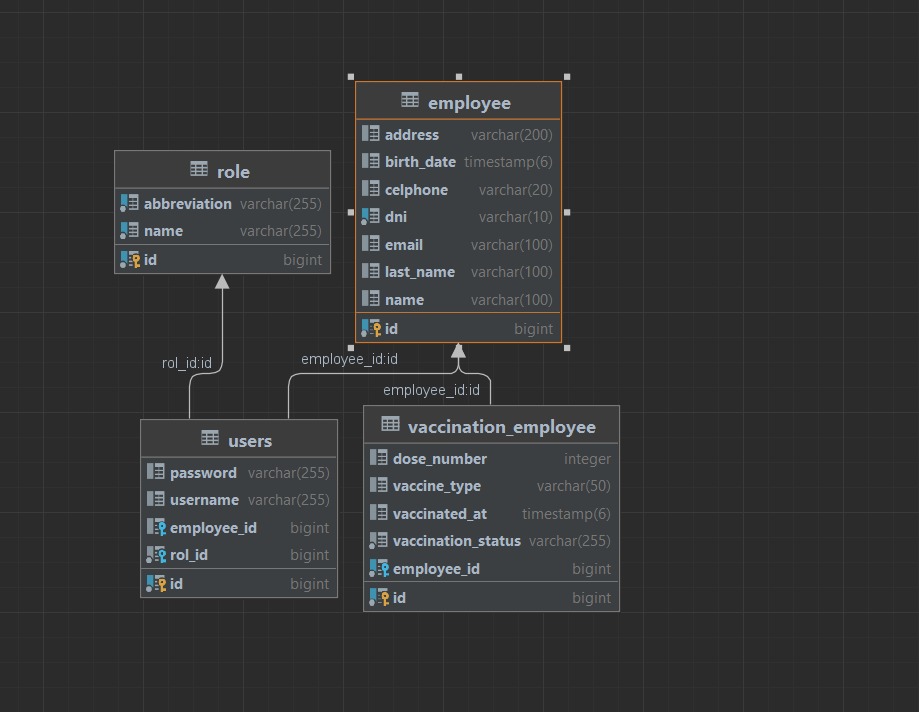 employee
address varchar(200)
birth_date timestamp(6)
celphone varchar(20)
dni varchar(10)
email varchar(100)
last_name varchar(100)
name varchar(100)
id bigint
role
abbreviation varchar(255)
name varchar(255)
id bigint
rol_id:id
employee_id:id
employee_id:id
users
password varchar(255)
username varchar(255)
employee_id bigint
rol_id bigint
id bigint
vaccination_employee
dose_number integer
vaccine_type varchar(50)
vaccinated_at timestamp(6)
vaccination_status varchar(255)
employee_id bigint
id bigint